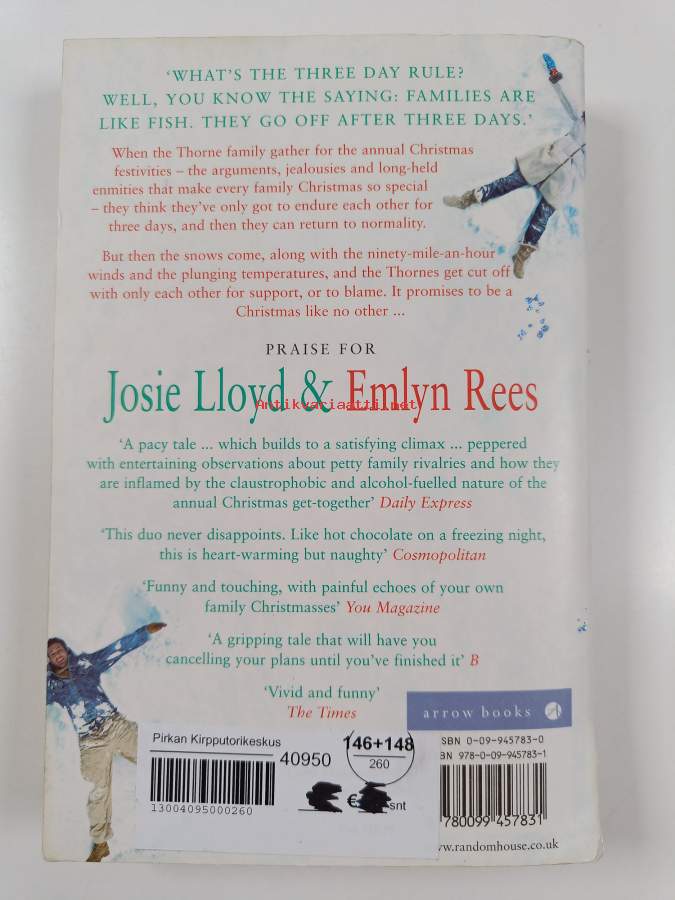 ‘WHAT’S THE THREE DAY RULE?
WELL, YOU KNOW THE SAYING: FAMILIES ARE
LIKE FISH. THEY GO OFF AFTER THREE DAYS.’
When the Thorne family gather for the annual Christmas
festivities – the arguments, jealousies and long-held
enmities that make every family Christmas so special
– they think they’ve only got to endure each other for
three days, and then they can return to normality.
But then the snows come, along with the ninety-mile-an-hour
winds and the plunging temperatures, and the Thornes get cut off
with only each other for support, or to blame. It promises to be a
Christmas like no other ...
PRAISE FOR
Josie Lloyd & Emlyn Rees
Antikvariaatti.net
‘A pacy tale ... which builds to a satisfying climax ... peppered
with entertaining observations about petty family rivalries and how they
are inflamed by the claustrophobic and alcohol-fuelled nature of the
annual Christmas get-together’ Daily Express
‘This duo never disappoints. Like hot chocolate on a freezing night,
this is heart-warming but naughty’ Cosmopolitan
‘Funny and touching, with painful echoes of your own
family Christmasses’ You Magazine
‘A gripping tale that will have you
cancelling your plans until you’ve finished it’ B
‘Vivid and funny’
The Times
arrow books
Pirkan Kirpputorikeskus
40950
146+148
260
€ snt
13004095000260
SBN 0-09-945783-0
BN 978-0-09-945783-1
780099 457831
www.randomhouse.co.uk